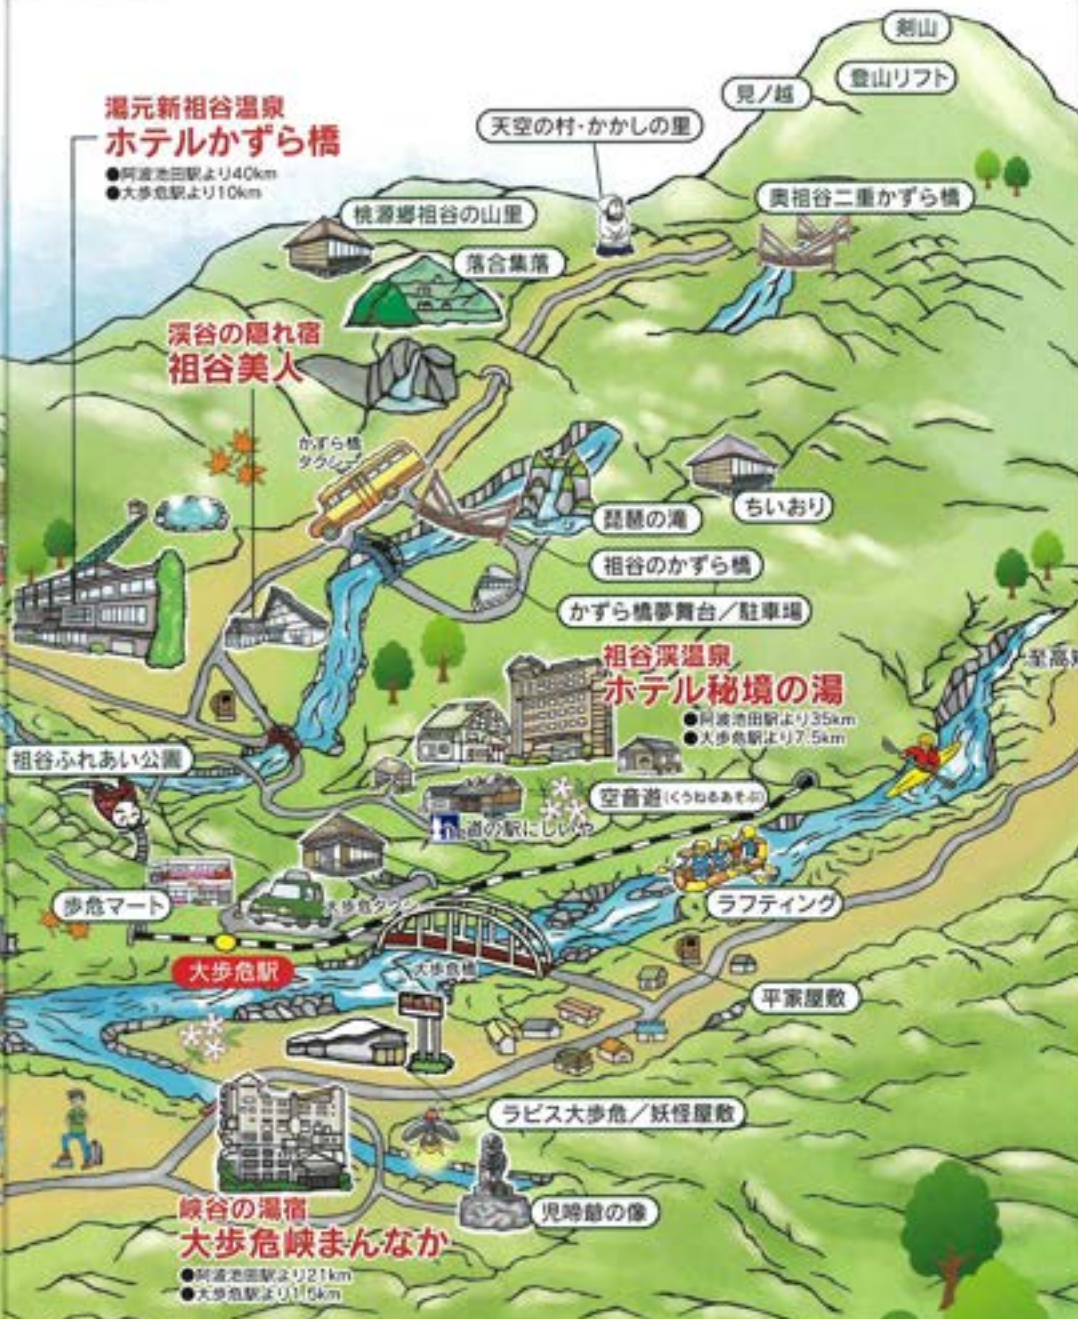 剣山
登山リフト
見ノ越
湯元新祖谷温泉
ホテルかずら橋
●阿波池田駅より40km
●大歩危駅より10km
天空の村・かかしの里
桃源郷祖谷の山里
奥祖谷二重かずら橋
落合集落
渓谷の隠れ宿
祖谷美人
かずら橋
タクシー
ちいおり
琵琶の滝
祖谷のかずら橋
かずら橋夢舞台／駐車場
祖谷渓温泉
ホテル秘境の湯
●阿波池田駅より35km
●大歩危駅より7.5km
至高
祖谷ふれあい公園
空音遊(くうねるあそぶ)
道の駅にしいや
歩危マート
大歩危タクシー
ラフティング
大歩危駅
大歩危橋
平家屋敷
ラピス大歩危／妖怪屋敷
児啼爺の像
峡谷の湯宿
大歩危峡まんなか
●阿波池田駅より21km
●大歩危駅より1.5km